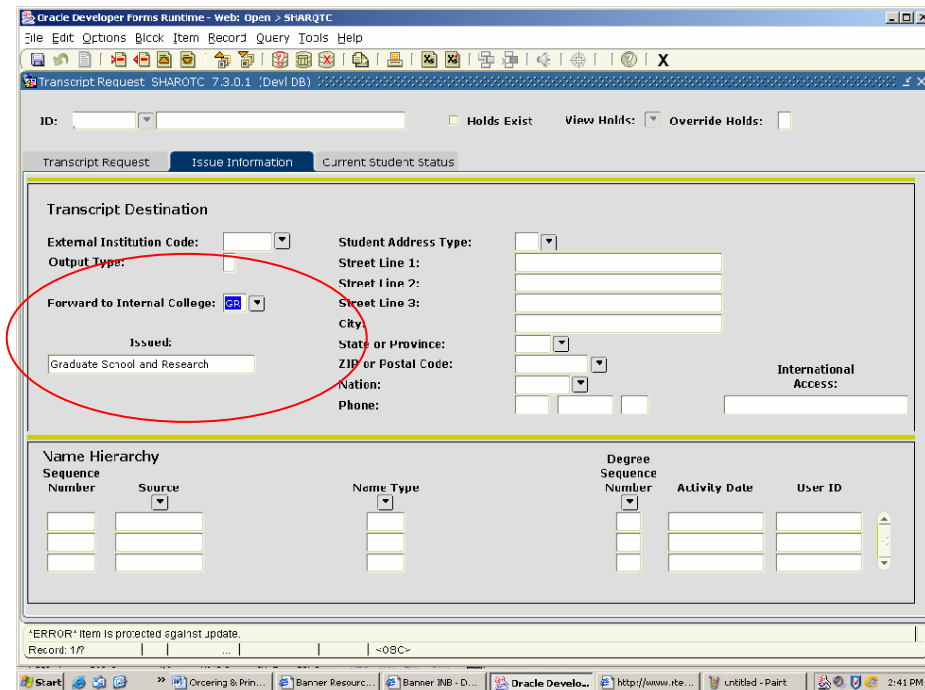 Oracle Developer Forms Runtime - Web: Open > SHARQTC
File Edit Options Block Item Record Query Tools Help
Transcript Request SHARQTC 7.3.0.1 (Devl DB)
ID: Holds Exist View Holds: Override Holds:
Transcript Request Issue Information Current Student Status
Transcript Destination
External Institution Code: Student Address Type:
Output Type: Street Line 1:
Street Line 2:
Forward to Internal College: GR Street Line 3:
City:
Issued: State or Province:
Graduate School and Research ZIP or Postal Code: International
Nation: Access:
Phone:
Name Hierarchy Degree
Sequence Sequence
Number Source Name Type Number Activity Date User ID
*ERROR* Item is protected against update.
Record: 1/? ... <OSC>
Start Ordering & Prin... Banner Resourc... Banner INB - D... Oracle Develo... http://www.rte... untitled - Paint 2:41 PM